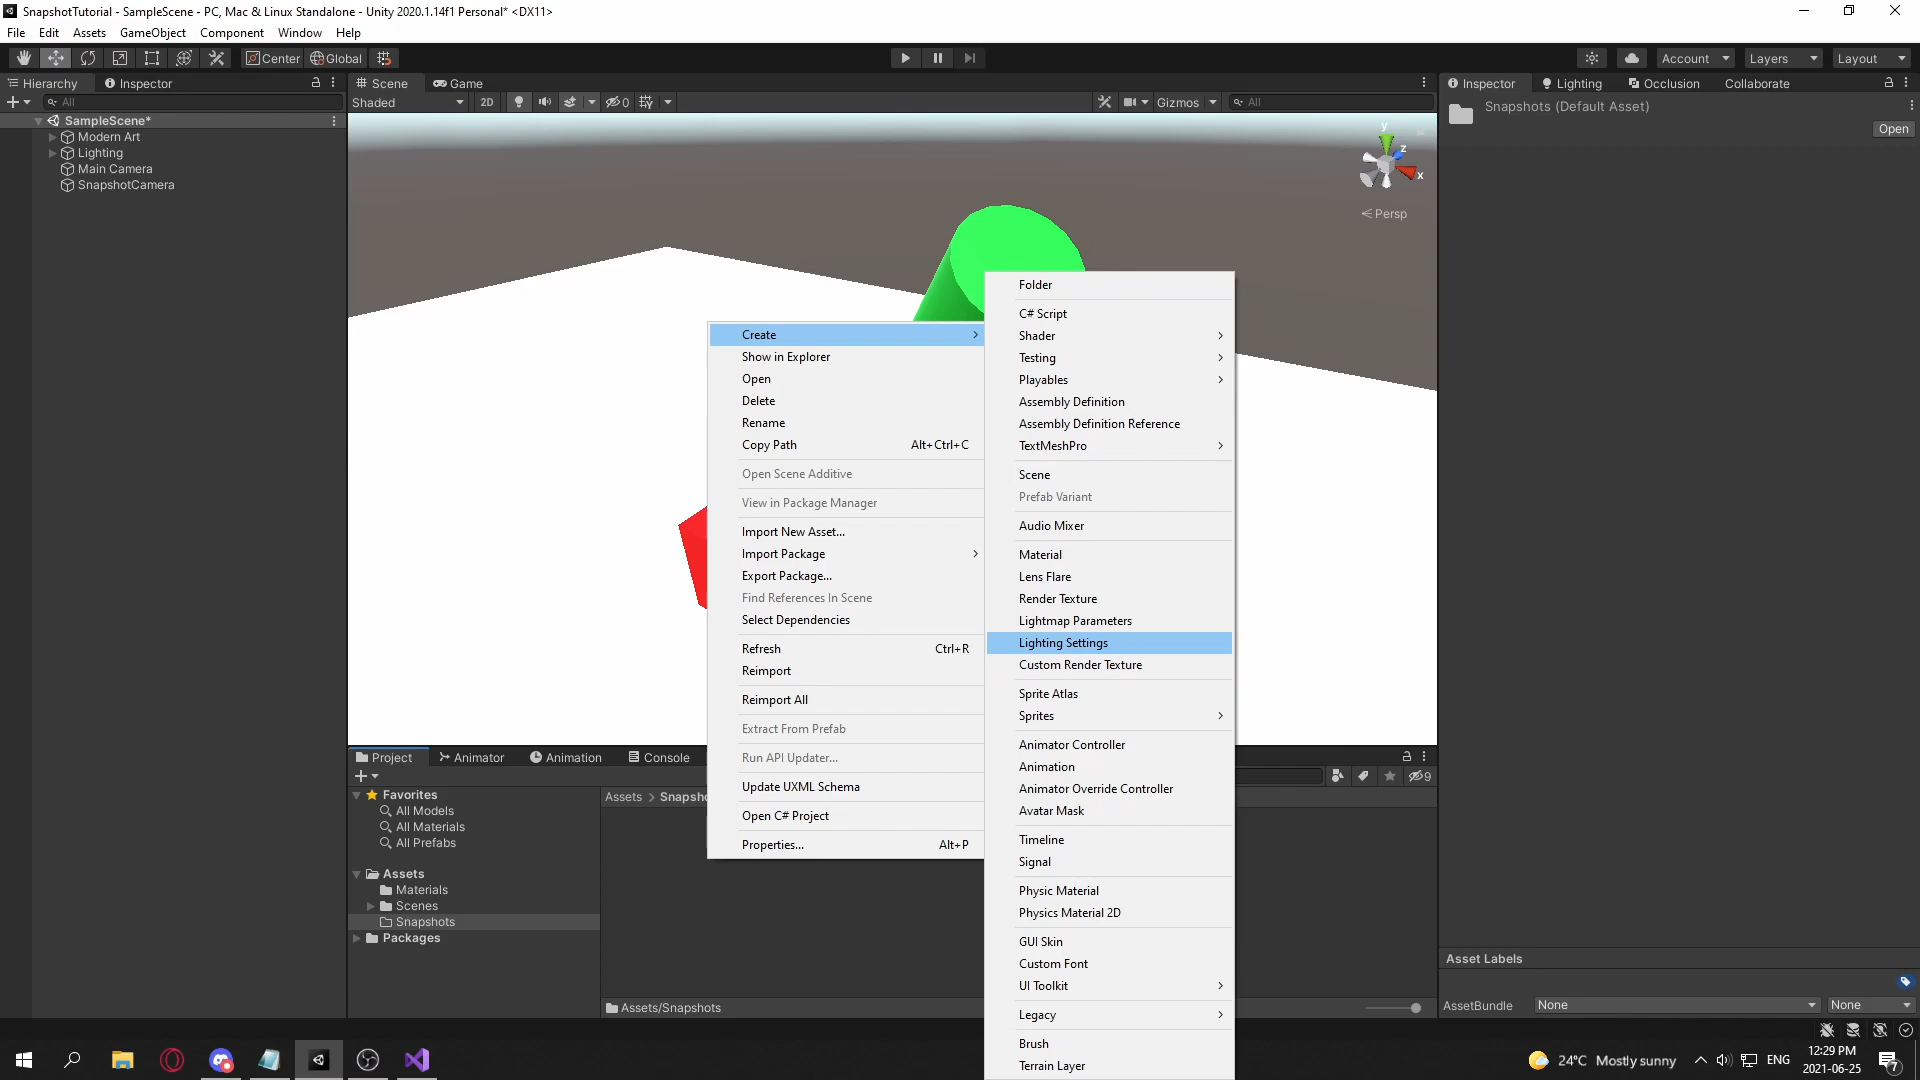 SnapshotTutorial - SampleScene - PC, Mac & Linux Standalone - Unity 2020.1.14f1 Personal* <DX11>
File Edit Assets GameObject Component Window Help
Center Global Account Layers Layout
Hierarchy Inspector Scene Game Inspector Lighting Occlusion Collaborate
All Shaded 2D 0 Gizmos All Snapshots (Default Asset)
Open
SampleScene*
Modern Art
Lighting
Main Camera
SnapshotCamera
y
z
x
Persp
Create
Show in Explorer
Open
Delete
Rename
Copy Path Alt+Ctrl+C
Open Scene Additive
View in Package Manager
Import New Asset...
Import Package
Export Package...
Find References In Scene
Select Dependencies
Refresh Ctrl+R
Reimport
Reimport All
Extract From Prefab
Run API Updater...
Update UXML Schema
Open C# Project
Properties... Alt+P
Folder
C# Script
Shader
Testing
Playables
Assembly Definition
Assembly Definition Reference
TextMeshPro
Scene
Prefab Variant
Audio Mixer
Material
Lens Flare
Render Texture
Lightmap Parameters
Lighting Settings
Custom Render Texture
Sprite Atlas
Sprites
Animator Controller
Animation
Animator Override Controller
Avatar Mask
Timeline
Signal
Physic Material
Physics Material 2D
GUI Skin
Custom Font
UI Toolkit
Legacy
Brush
Terrain Layer
Project Animator Animation Console
9
Favorites
All Models
All Materials
All Prefabs
Assets
Materials
Scenes
Snapshots
Packages
Assets > Snapsho
Assets/Snapshots
Asset Labels
AssetBundle None None
24°C Mostly sunny ENG 12:29 PM
2021-06-25
7